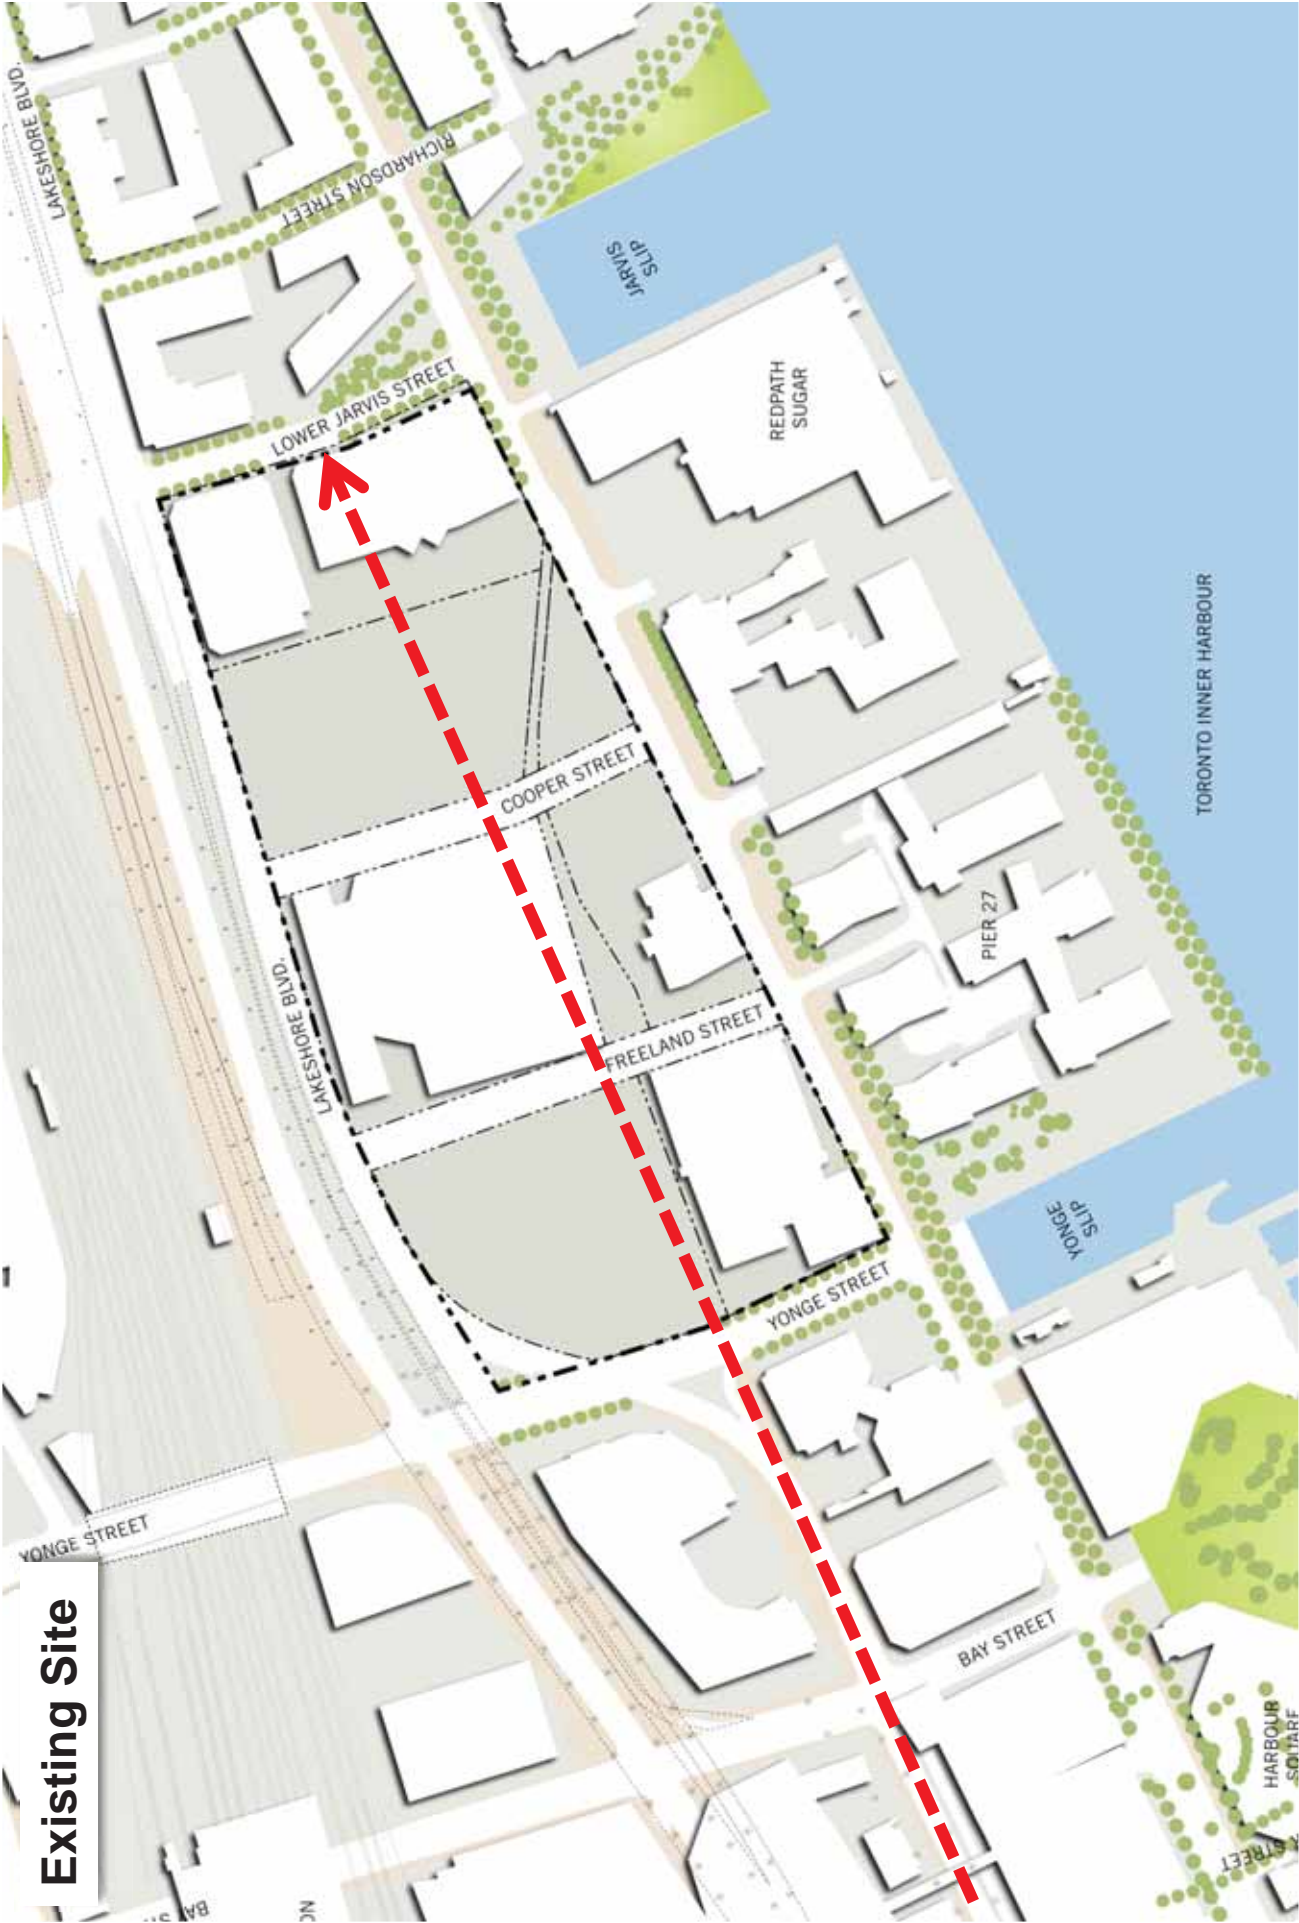 Existing Site
LAKESHORE BLVD.
RICHARDSON STREET
JARVIS
SLIP
LOWER JARVIS STREET
REDPATH
SUGAR
COOPER STREET
TORONTO INNER HARBOUR
PIER 27
LAKESHORE BLVD.
FREELAND STREET
YONGE
SLIP
YONGE STREET
YONGE STREET
BAY STREET
HARBOUR
SQUARE
STREET